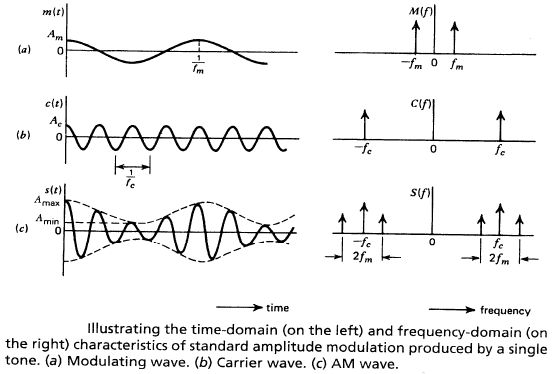 m(t)
M(f)
(a)
A_m
0
1/f_m
−f_m 0 f_m
c(t)
C(f)
(b)
A_c
0
1/f_c
−f_c 0 f_c
s(t)
S(f)
A_max
A_min
(c)
0
−f_c 0 f_c
2f_m 2f_m
time
frequency
Illustrating the time-domain (on the left) and frequency-domain (on
the right) characteristics of standard amplitude modulation produced by a single
tone. (a) Modulating wave. (b) Carrier wave. (c) AM wave.